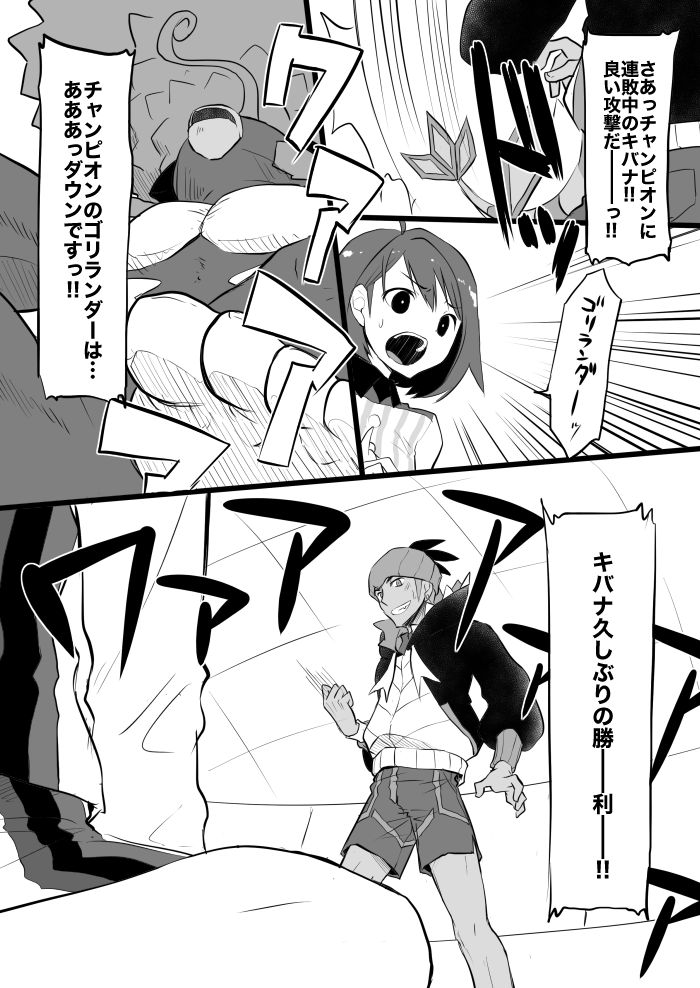 さあっチャンピオンに
連敗中のキバナ!!
良い攻撃だ――っ!!
ドドド
ゴリランダーッ
ワァ
ワァ
チャンピオンのゴリランダーは…
あああっダウンですっ!!
キバナ久しぶりの勝――利――!!
ワァアアアアア